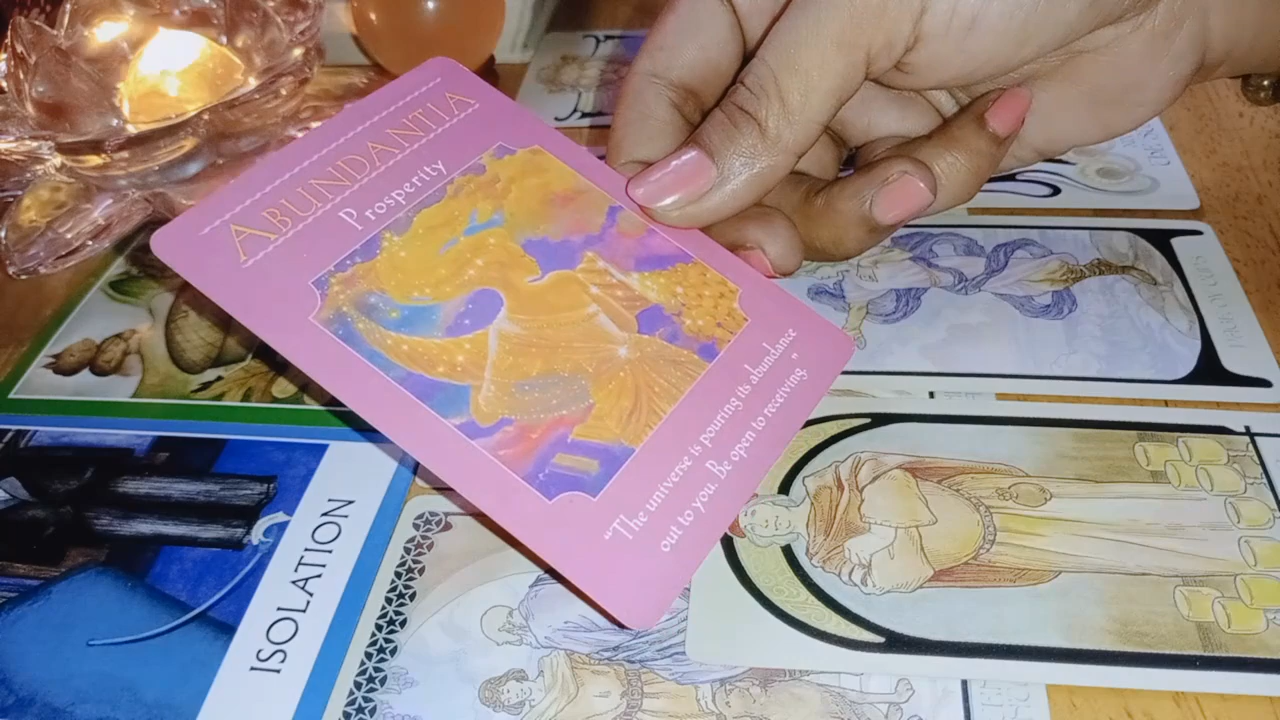 ABUNDANTIA
Prosperity
“The universe is pouring its abundance
out to you. Be open to receiving.”
ISOLATION